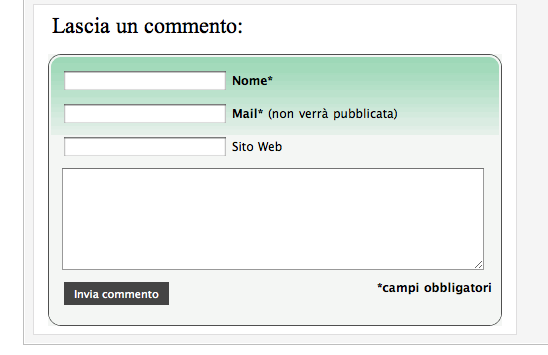 Lascia un commento:
Nome*
Mail* (non verrà pubblicata)
Sito Web
Invia commento
*campi obbligatori